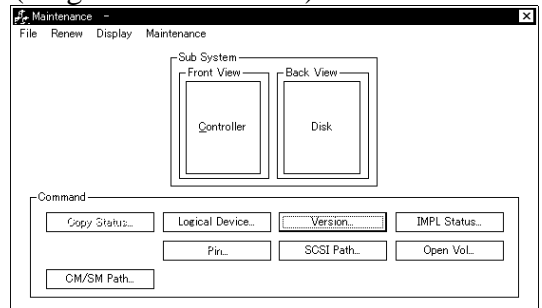 Maintenance -
File Renew Display Maintenance
Sub System
Front View Back View
Controller Disk
Command
Copy Status... Logical Device... Version... IMPL Status...
Pin... SCSI Path... Open Vol...
CM/SM Path...